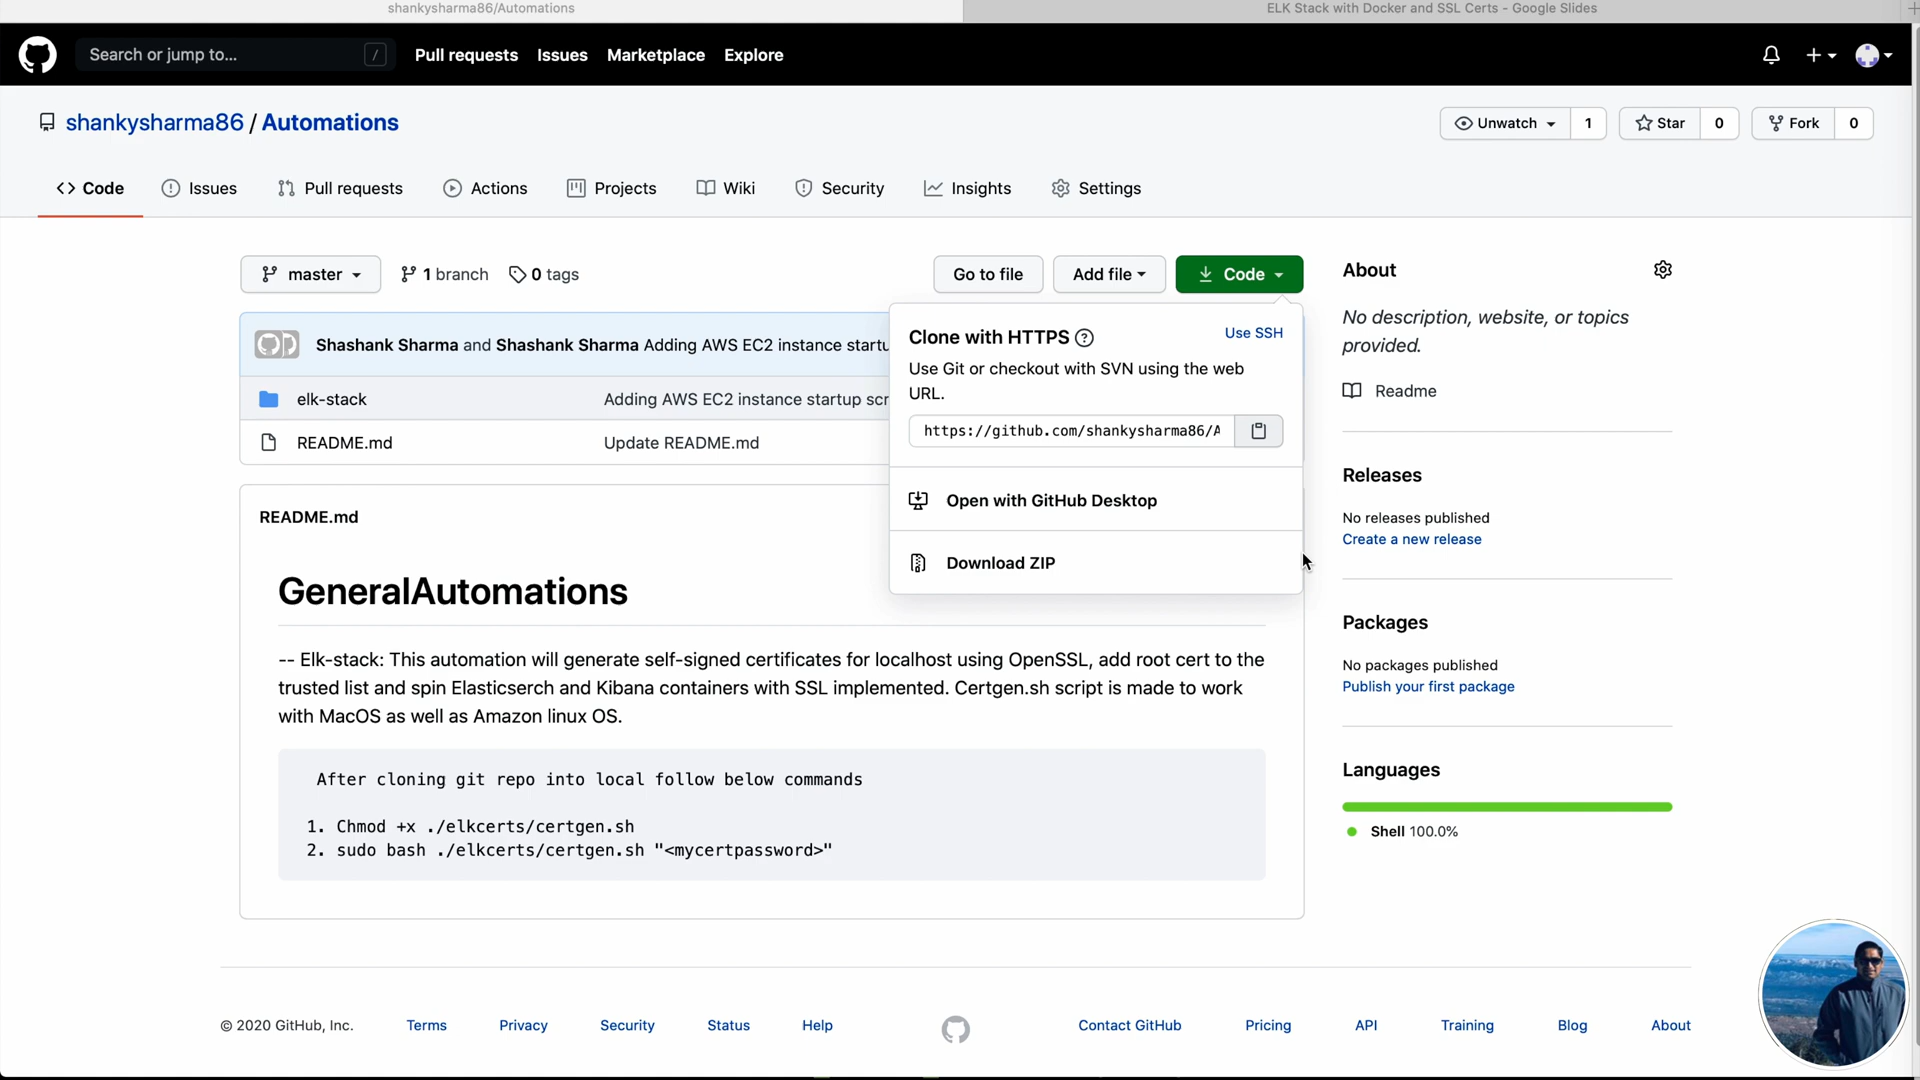 shankysharma86/Automations
ELK Stack with Docker and SSL Certs - Google Slides
Search or jump to...
/
Pull requests
Issues
Marketplace
Explore
shankysharma86 / Automations
Unwatch
1
Star
0
Fork
0
Code
Issues
Pull requests
Actions
Projects
Wiki
Security
Insights
Settings
master
1 branch
0 tags
Go to file
Add file
Code
Shashank Sharma and Shashank Sharma Adding AWS EC2 instance startu
elk-stack
Adding AWS EC2 instance startup scr
README.md
Update README.md
Clone with HTTPS
Use SSH
Use Git or checkout with SVN using the web
URL.
https://github.com/shankysharma86/A
Open with GitHub Desktop
Download ZIP
README.md
GeneralAutomations
-- Elk-stack: This automation will generate self-signed certificates for localhost using OpenSSL, add root cert to the
trusted list and spin Elasticserch and Kibana containers with SSL implemented. Certgen.sh script is made to work
with MacOS as well as Amazon linux OS.
After cloning git repo into local follow below commands
1. Chmod +x ./elkcerts/certgen.sh
2. sudo bash ./elkcerts/certgen.sh "<mycertpassword>"
About
No description, website, or topics
provided.
Readme
Releases
No releases published
Create a new release
Packages
No packages published
Publish your first package
Languages
Shell 100.0%
© 2020 GitHub, Inc.
Terms
Privacy
Security
Status
Help
Contact GitHub
Pricing
API
Training
Blog
About